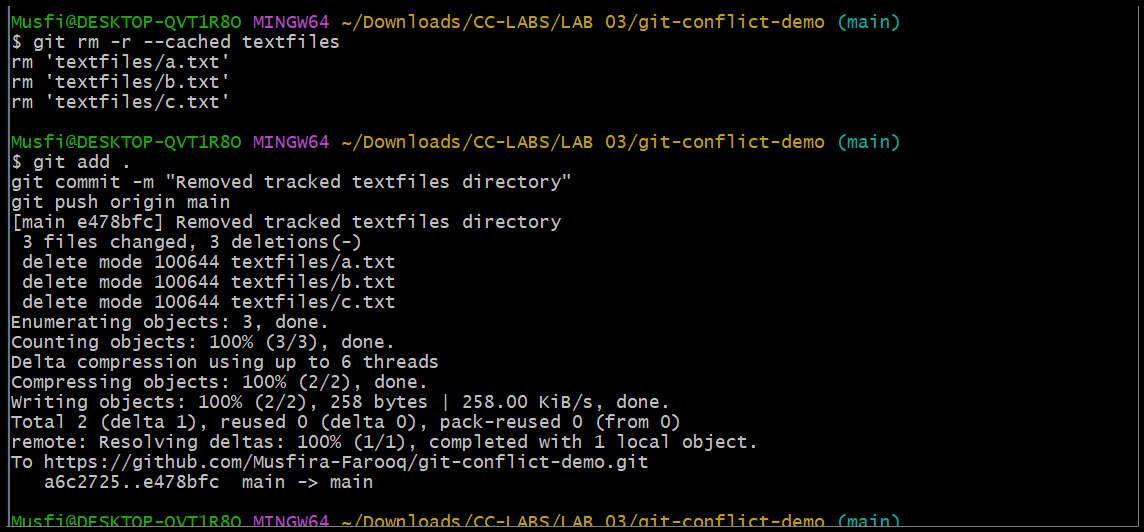 Musfi@DESKTOP-QVT1R8O MINGW64 ~/Downloads/CC-LABS/LAB 03/git-conflict-demo (main)
$ git rm -r --cached textfiles
rm 'textfiles/a.txt'
rm 'textfiles/b.txt'
rm 'textfiles/c.txt'
Musfi@DESKTOP-QVT1R8O MINGW64 ~/Downloads/CC-LABS/LAB 03/git-conflict-demo (main)
$ git add .
git commit -m "Removed tracked textfiles directory"
git push origin main
[main e478bfc] Removed tracked textfiles directory
 3 files changed, 3 deletions(-)
 delete mode 100644 textfiles/a.txt
 delete mode 100644 textfiles/b.txt
 delete mode 100644 textfiles/c.txt
Enumerating objects: 3, done.
Counting objects: 100% (3/3), done.
Delta compression using up to 6 threads
Compressing objects: 100% (2/2), done.
Writing objects: 100% (2/2), 258 bytes | 258.00 KiB/s, done.
Total 2 (delta 1), reused 0 (delta 0), pack-reused 0 (from 0)
remote: Resolving deltas: 100% (1/1), completed with 1 local object.
To https://github.com/Musfira-Farooq/git-conflict-demo.git
   a6c2725..e478bfc  main -> main
Musfi@DESKTOP-QVT1R8O MINGW64 ~/Downloads/CC-LABS/LAB 03/git-conflict-demo (main)